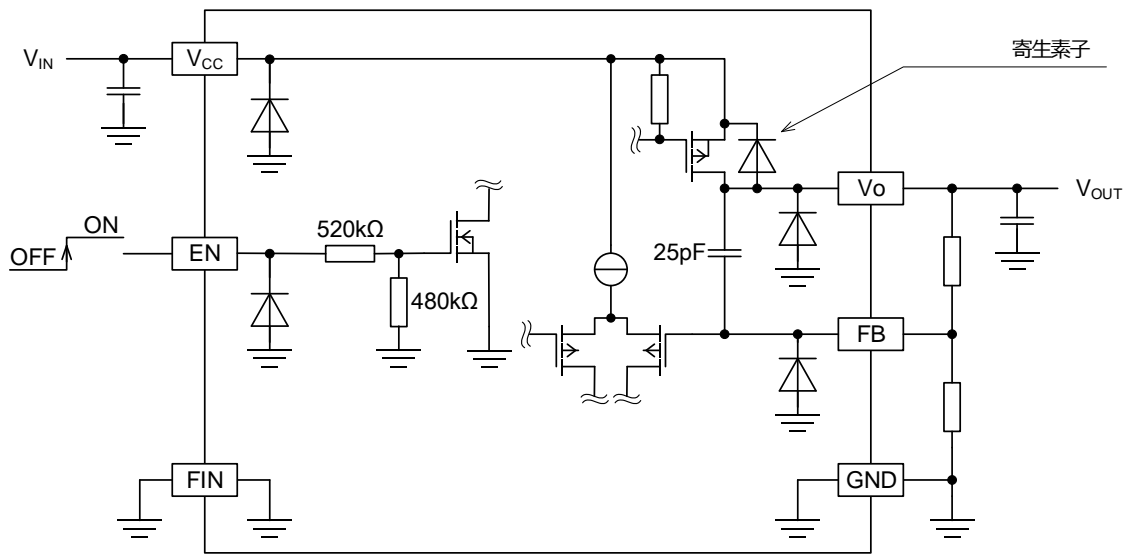 寄生素子
VIN
VCC
Vo
VOUT
ON
OFF
EN
520kΩ
480kΩ
25pF
FB
FIN
GND